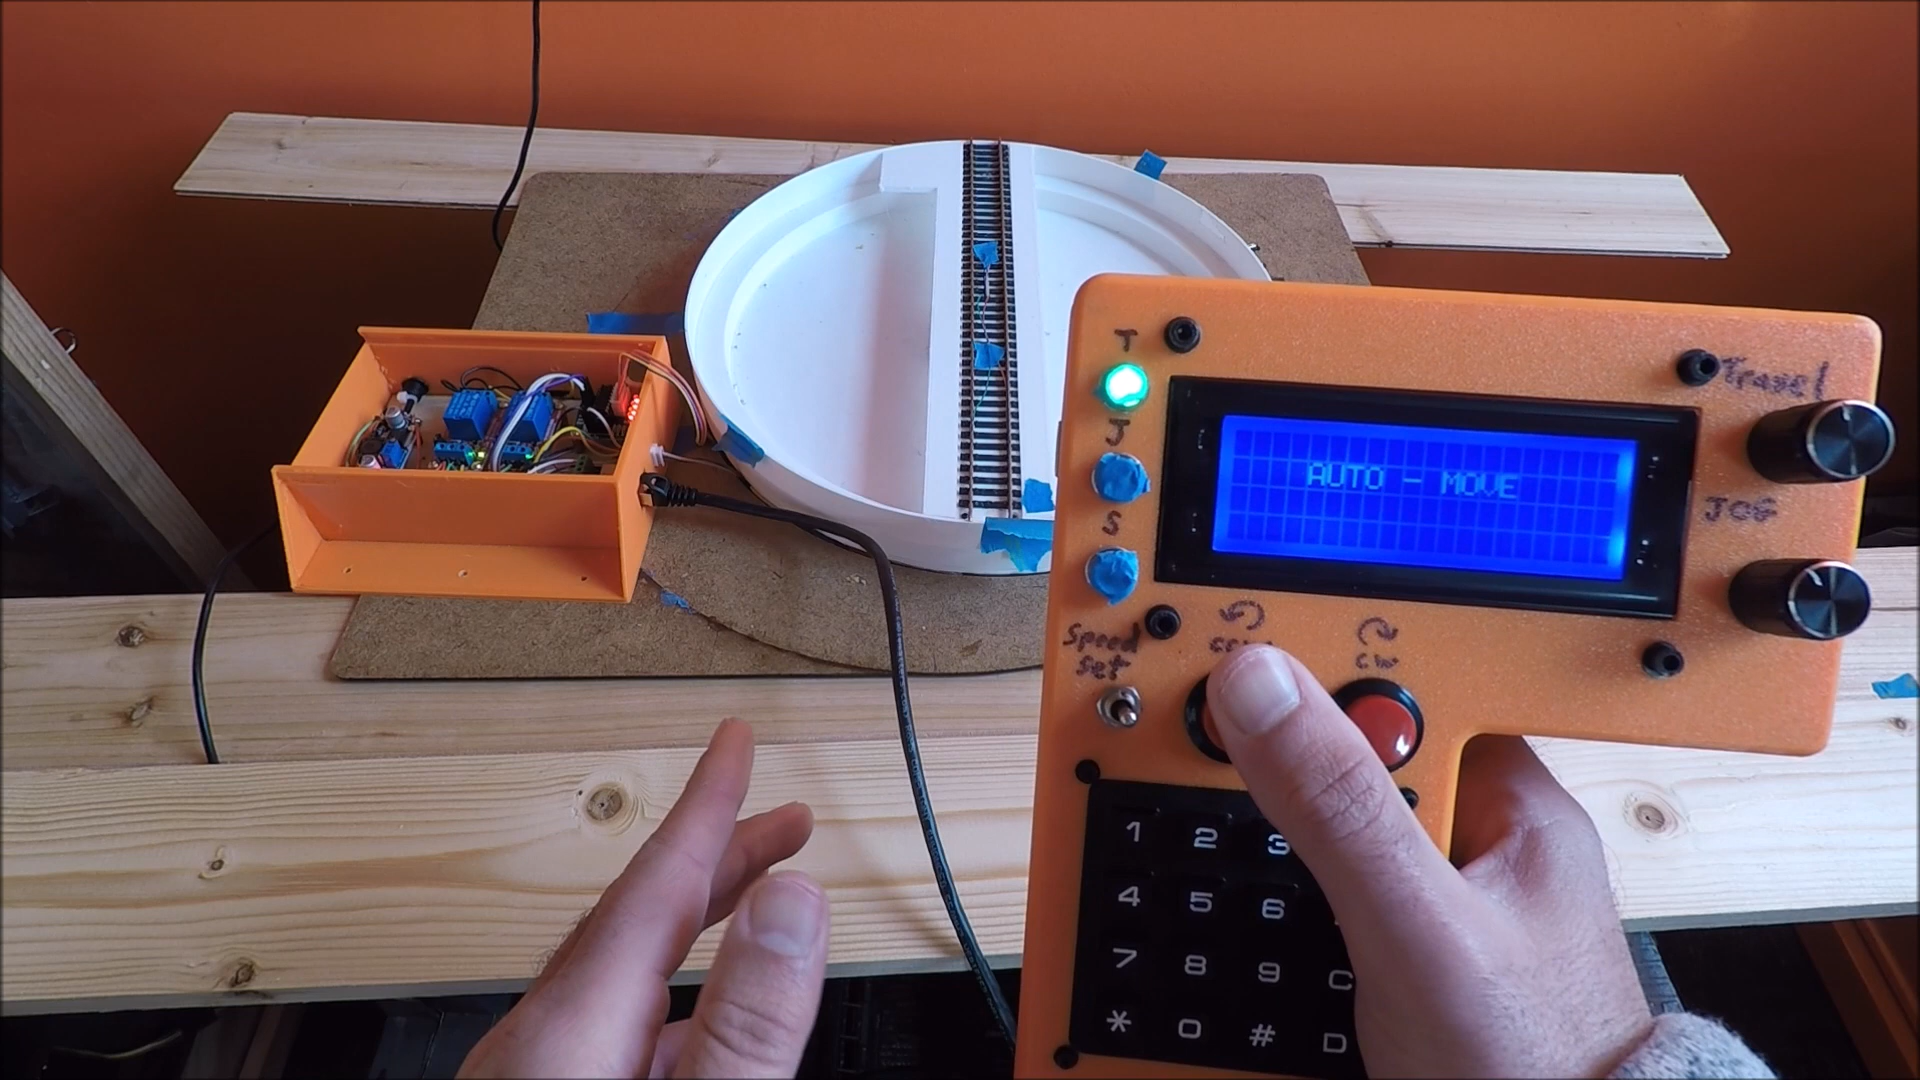 T
Travel
J
AUTO - MOVE
JOG
S
Speed
Set
CW
1 2 3
4 5 6
7 8 9 C
* 0 # D